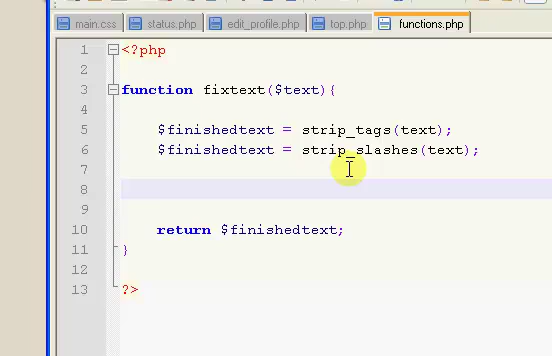 main.css status.php edit_profile.php top.php functions.php
1 <?php
2
3 function fixtext($text){
4
5 $finishedtext = strip_tags(text);
6 $finishedtext = strip_slashes(text);
7
8
9
10 return $finishedtext;
11 }
12
13 ?>